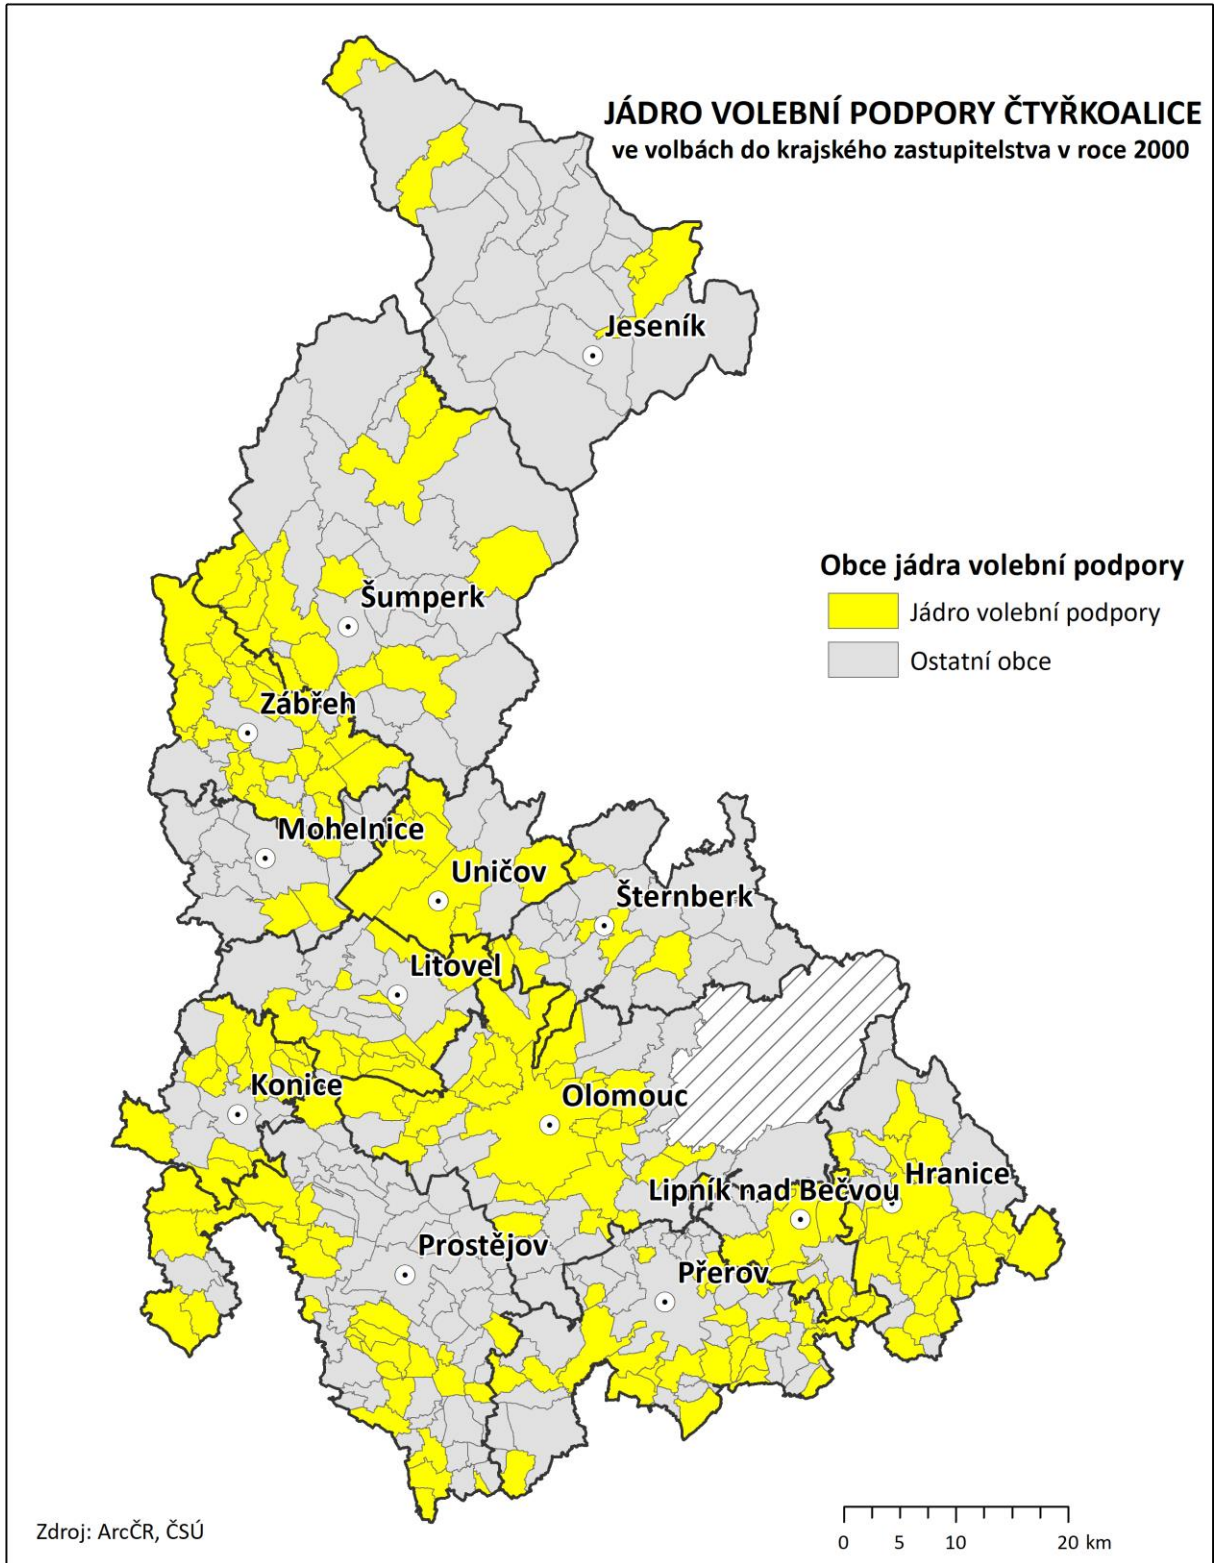 JÁDRO VOLEBNÍ PODPORY ČTYŘKOALICE
ve volbách do krajského zastupitelstva v roce 2000
Jeseník
Obce jádra volební podpory
Jádro volební podpory
Ostatní obce
Šumperk
Zábřeh
Mohelnice
Uničov
Šternberk
Litovel
Konice
Olomouc
Hranice
Lipník nad Bečvou
Prostějov
Přerov
Zdroj: ArcČR, ČSÚ
0 5 10 20 km